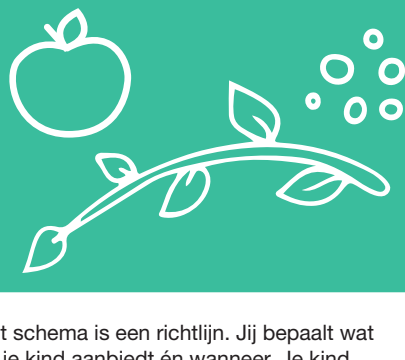 t schema is een richtlijn. Jij bepaalt wat
je kind aanbiedt én wanneer. Je kind